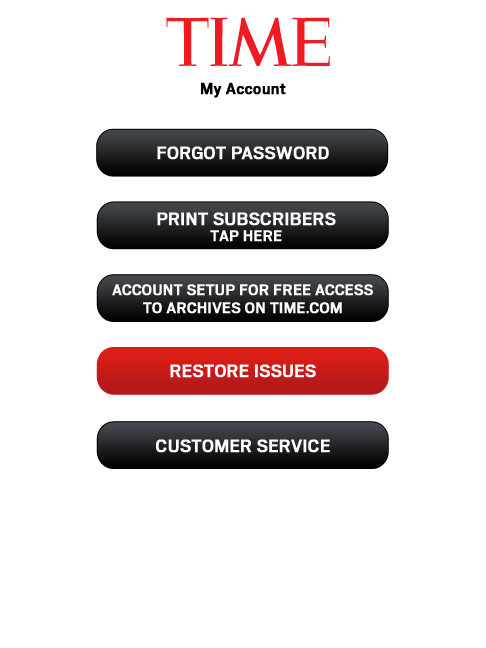 TIME
My Account
FORGOT PASSWORD
PRINT SUBSCRIBERS
TAP HERE
ACCOUNT SETUP FOR FREE ACCESS
TO ARCHIVES ON TIME.COM
RESTORE ISSUES
CUSTOMER SERVICE